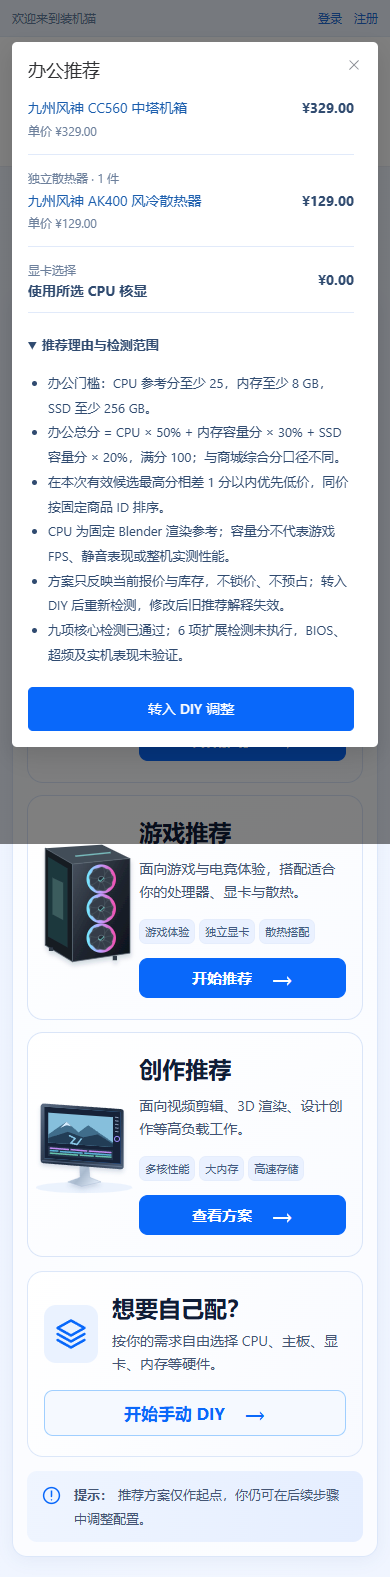 欢迎来到装机猫 登录 注册
办公推荐
九州风神 CC560 中塔机箱 ¥329.00
单价 ¥329.00
独立散热器 · 1 件
九州风神 AK400 风冷散热器 ¥129.00
单价 ¥129.00
显卡选择
使用所选 CPU 核显 ¥0.00
▼ 推荐理由与检测范围
• 办公门槛：CPU 参考分至少 25，内存至少 8 GB，
SSD 至少 256 GB。
• 办公总分 = CPU × 50% + 内存容量分 × 30% + SSD
容量分 × 20%，满分 100；与商城综合分口径不同。
• 在本次有效候选最高分相差 1 分以内优先低价，同价
按固定商品 ID 排序。
• CPU 为固定 Blender 渲染参考；容量分不代表游戏
FPS、静音表现或整机实测性能。
• 方案只反映当前报价与库存，不锁价、不预占；转入
DIY 后重新检测，修改后旧推荐解释失效。
• 九项核心检测已通过；6 项扩展检测未执行，BIOS、
超频及实机表现未验证。
转入 DIY 调整
游戏推荐
面向游戏与电竞体验，搭配适合
你的处理器、显卡与散热。
游戏体验 独立显卡 散热搭配
开始推荐 →
创作推荐
面向视频剪辑、3D 渲染、设计创
作等高负载工作。
多核性能 大内存 高速存储
查看方案 →
想要自己配？
按你的需求自由选择 CPU、主板、显
卡、内存等硬件。
开始手动 DIY →
提示： 推荐方案仅作起点，你仍可在后续步骤
中调整配置。